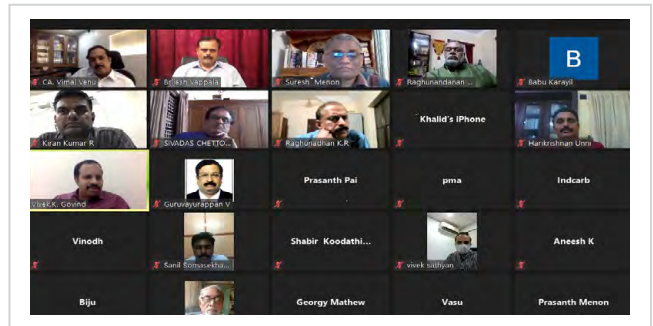 CA. Vimal Venu
Brilesh Vappala
Suresh Menon
Raghunandanan ...
B
Babu Karayil
Kiran Kumar R
SIVADAS CHETTO...
Raghunadhan K.R
Khalid's iPhone
Harikrishnan Unni
Vivek K. Govind
Guruvayurappan V
Prasanth Pai
pma
Indcarb
Vinodh
Sanil Somasekha...
Shabir Koodathi...
vivek sathyan
Aneesh K
Biju
Georgy Mathew
Vasu
Prasanth Menon